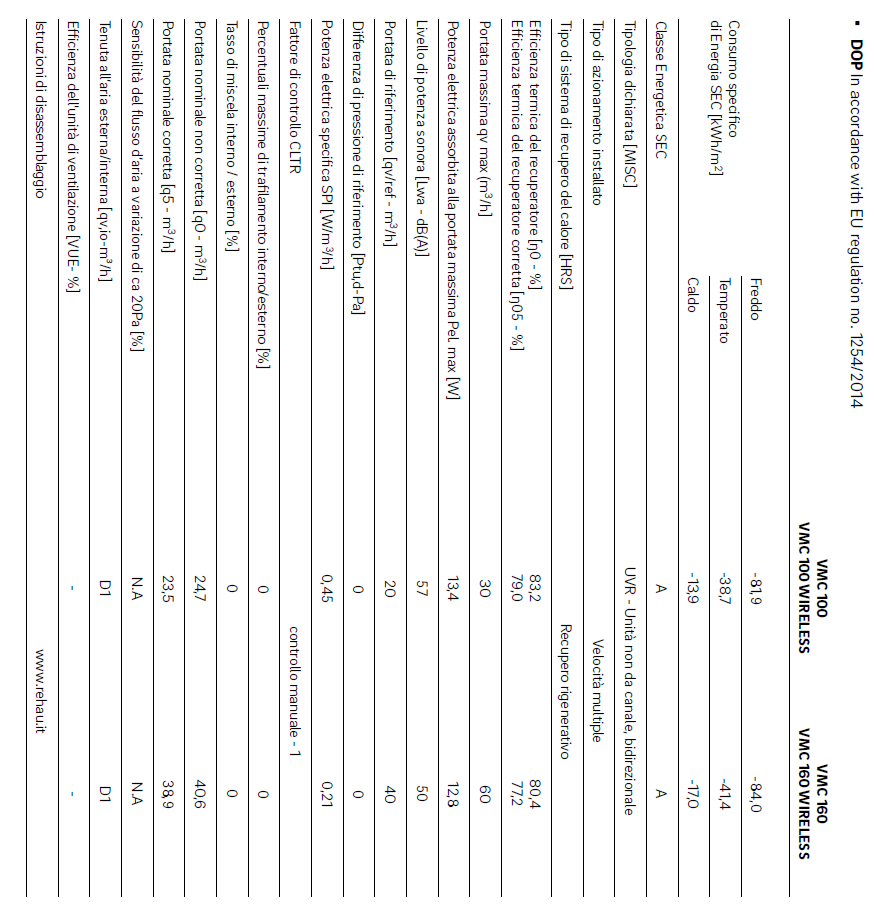 ▪ DOP In accordance with EU regulation no. 1254/2014
VMC 100 VMC 160
VMC 100 WIRELESS VMC 160 WIRELESS
Freddo -81,9 -84,0
Consumo specifico
di Energia SEC [kWh/m²] Temperato -38,7 -41,4
Caldo -13,9 -17,0
Classe Energetica SEC A A
Tipologia dichiarata [MISC] UVR - Unità non da canale, bidirezionale
Tipo di azionamento installato Velocità multiple
Tipo di sistema di recupero del calore [HRS] Recupero rigenerativo
Efficienza termica del recuperatore [η0 - %] 83,2 80,4
Efficienza termica del recuperatore corretta [η05 - %] 79,0 77,2
Portata massima qv max (m³/h] 30 60
Potenza elettrica assorbita alla portata massima Pel. max [W] 13,4 12,8
Livello di potenza sonora [Lwa - dB(A)] 57 50
Portata di riferimento [qv/ref - m³/h] 20 40
Differenza di pressione di riferimento [Ptu,d-Pa] 0 0
Potenza elettrica specifica SPI [W/m³/h] 0,45 0,21
Fattore di controllo CLTR controllo manuale - 1
Percentuali massime di trafilamento interno/esterno [%] 0 0
Tasso di miscela interno / esterno [%] 0 0
Portata nominale non corretta [q0 - m³/h] 24,7 40,6
Portata nominale corretta [q5 - m³/h] 23,5 38,9
Sensibilità del flusso d'aria a variazione di ca 20Pa [%] N.A N.A
Tenuta all'aria esterna/interna [qv,io-m³/h] D1 D1
Efficienza dell'unità di ventilazione [VUE- %] - -
Istruzioni di disassemblaggio www.rehau.it